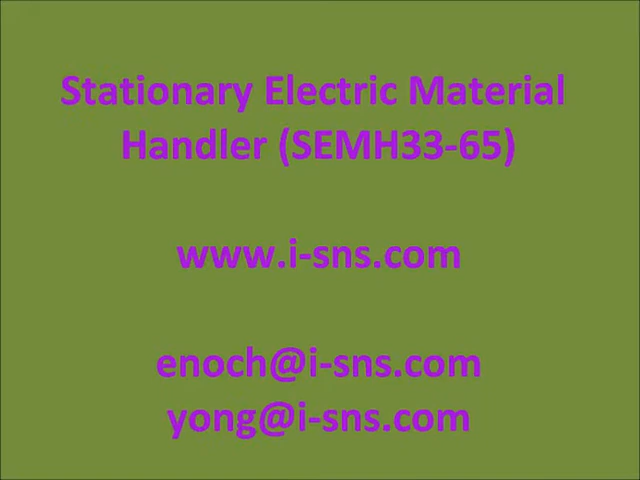 Stationary Electric Material
Handler (SEMH33-65)
www.i-sns.com
enoch@i-sns.com
yong@i-sns.com